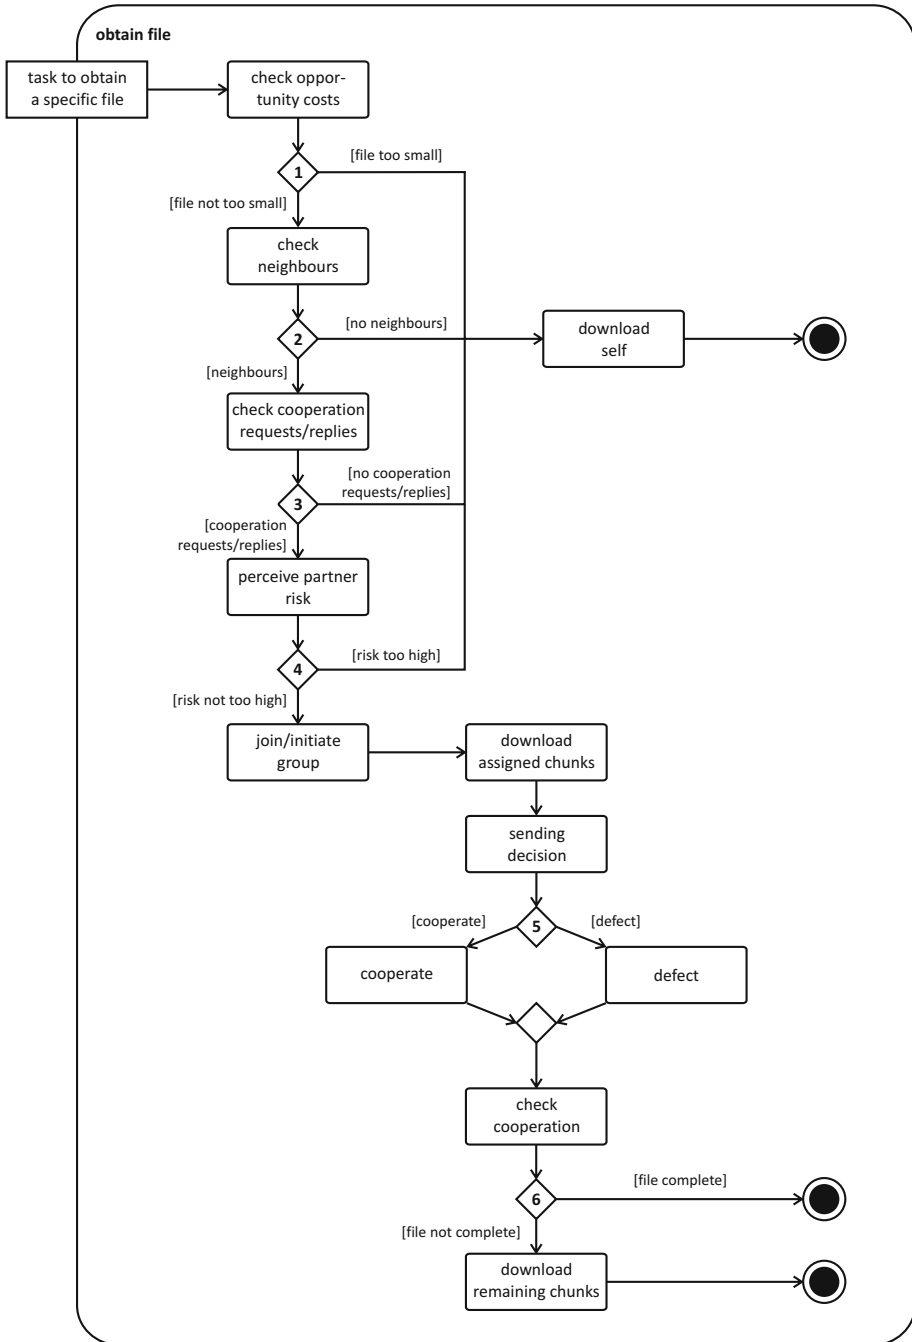 obtain file
task to obtain
a specific file
check oppor-
tunity costs
[file too small]
1
[file not too small]
check
neighbours
[no neighbours]
2
download
self
[neighbours]
check cooperation
requests/replies
[no cooperation
requests/replies]
3
[cooperation
requests/replies]
perceive partner
risk
[risk too high]
4
[risk not too high]
join/initiate
group
download
assigned chunks
sending
decision
[cooperate]
5
[defect]
cooperate
defect
check
cooperation
[file complete]
6
[file not complete]
download
remaining chunks